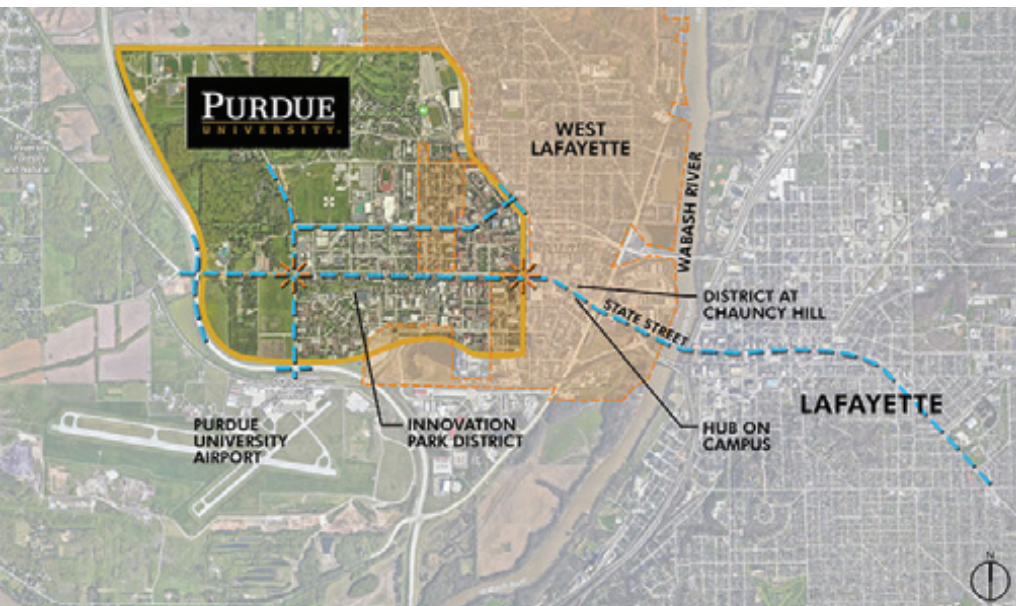 PURDUE
UNIVERSITY.
WEST
LAFAYETTE
WABASH RIVER
DISTRICT AT
CHAUNCY HILL
STATE STREET
LAFAYETTE
PURDUE
UNIVERSITY
AIRPORT
INNOVATION
PARK DISTRICT
HUB ON
CAMPUS
N